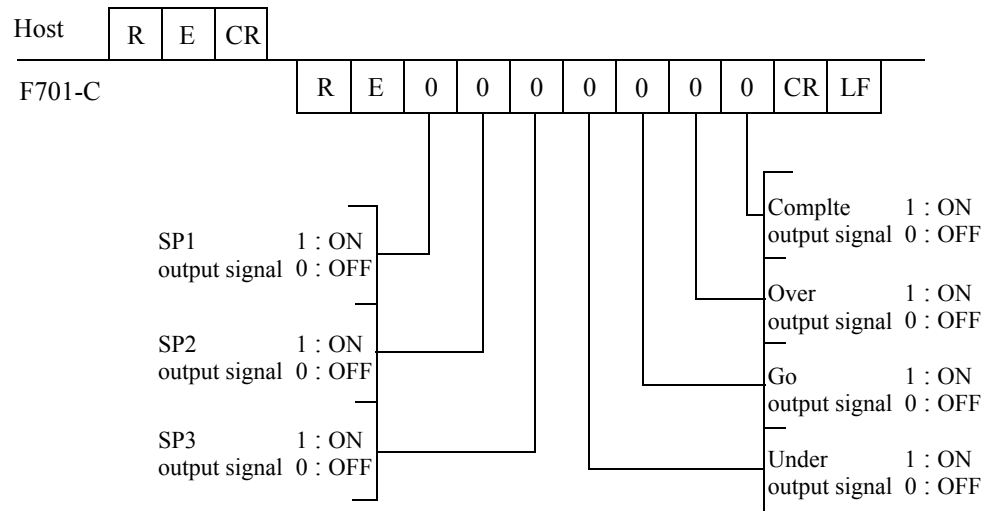 Host R E CR
F701-C R E 0 0 0 0 0 0 0 CR LF
SP1 1 : ON
output signal 0 : OFF
SP2 1 : ON
output signal 0 : OFF
SP3 1 : ON
output signal 0 : OFF
Complte 1 : ON
output signal 0 : OFF
Over 1 : ON
output signal 0 : OFF
Go 1 : ON
output signal 0 : OFF
Under 1 : ON
output signal 0 : OFF